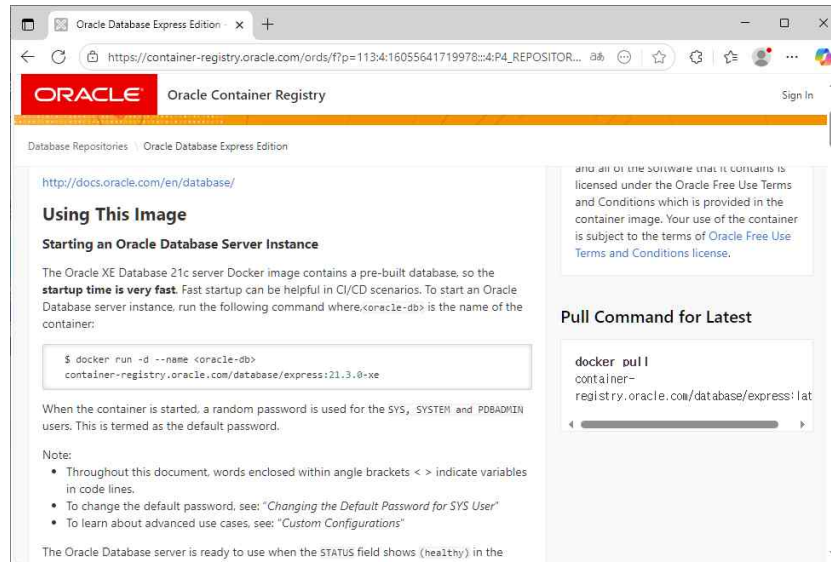 Oracle Database Express Edition -
https://container-registry.oracle.com/ords/f?p=113:4:16055641719978:::4:P4_REPOSITOR...
ORACLE
Oracle Container Registry
Sign In
Database Repositories \ Oracle Database Express Edition
http://docs.oracle.com/en/database/
Using This Image
Starting an Oracle Database Server Instance
The Oracle XE Database 21c server Docker image contains a pre-built database, so the
startup time is very fast. Fast startup can be helpful in CI/CD scenarios. To start an Oracle
Database server instance, run the following command where,<oracle-db> is the name of the
container:
$ docker run -d --name <oracle-db>
container-registry.oracle.com/database/express:21.3.0-xe
When the container is started, a random password is used for the SYS, SYSTEM and PDBADMIN
users. This is termed as the default password.
Note:
• Throughout this document, words enclosed within angle brackets < > indicate variables
in code lines.
• To change the default password, see: "Changing the Default Password for SYS User"
• To learn about advanced use cases, see: "Custom Configurations"
The Oracle Database server is ready to use when the STATUS field shows (healthy) in the
and all of the software that it contains is
licensed under the Oracle Free Use Terms
and Conditions which is provided in the
container image. Your use of the container
is subject to the terms of Oracle Free Use
Terms and Conditions license.
Pull Command for Latest
docker pull
container-
registry.oracle.com/database/express:lat